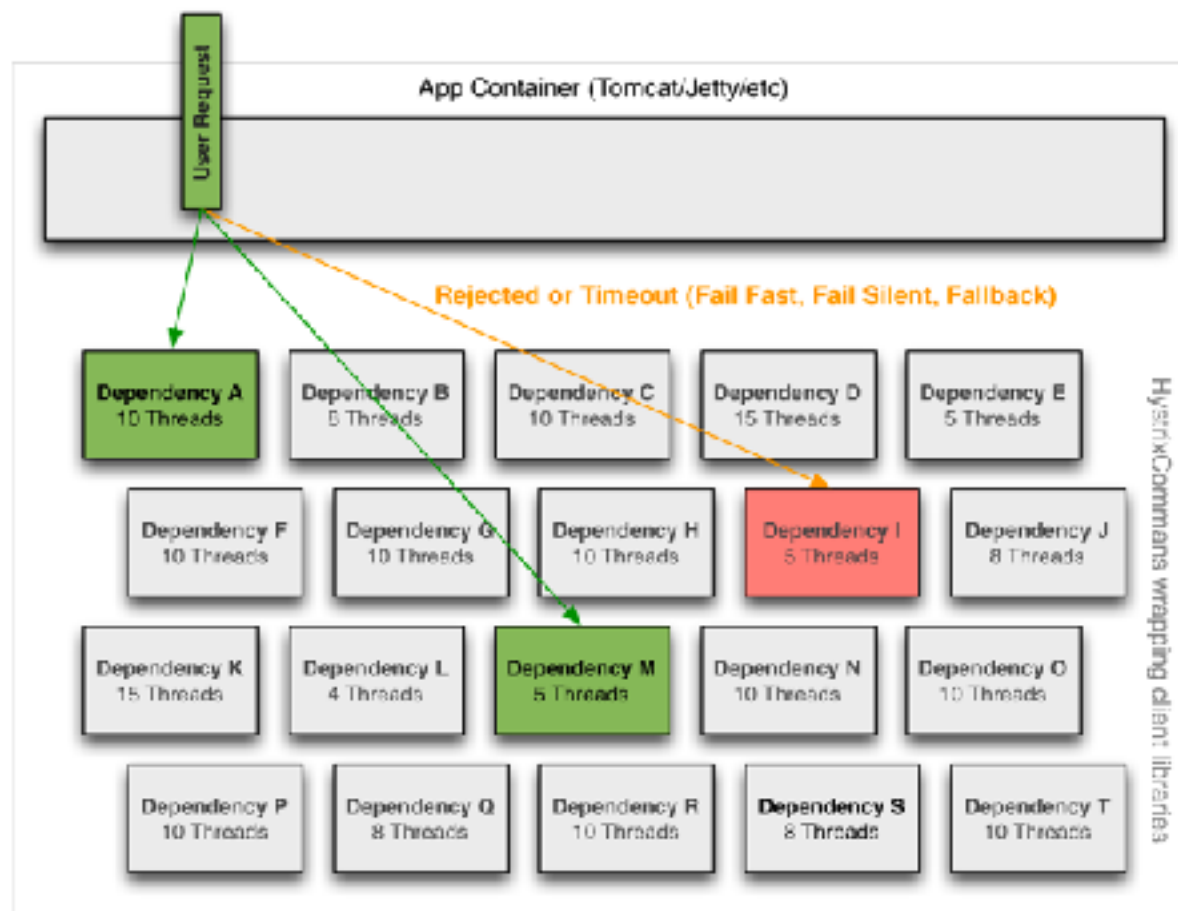 User Request
App Container (Tomcat/Jetty/etc)
Rejected or Timeout (Fail Fast, Fail Silent, Fallback)
Dependency A
10 Threads
Dependency B
Threads
Dependency C
10 Threads
Dependency D
15 Threads
Dependency E
5 Threads
Dependency F
10 Threads
Dependency G
10 Threads
Dependency H
10 Threads
Dependency I
5 Threads
Dependency J
8 Threads
Dependency K
15 Threads
Dependency L
4 Threads
Dependency M
5 Threads
Dependency N
10 Threads
Dependency O
10 Threads
Dependency P
10 Threads
Dependency Q
8 Threads
Dependency R
10 Threads
Dependency S
8 Threads
Dependency T
10 Threads
HystrixCommans wrapping client libraries